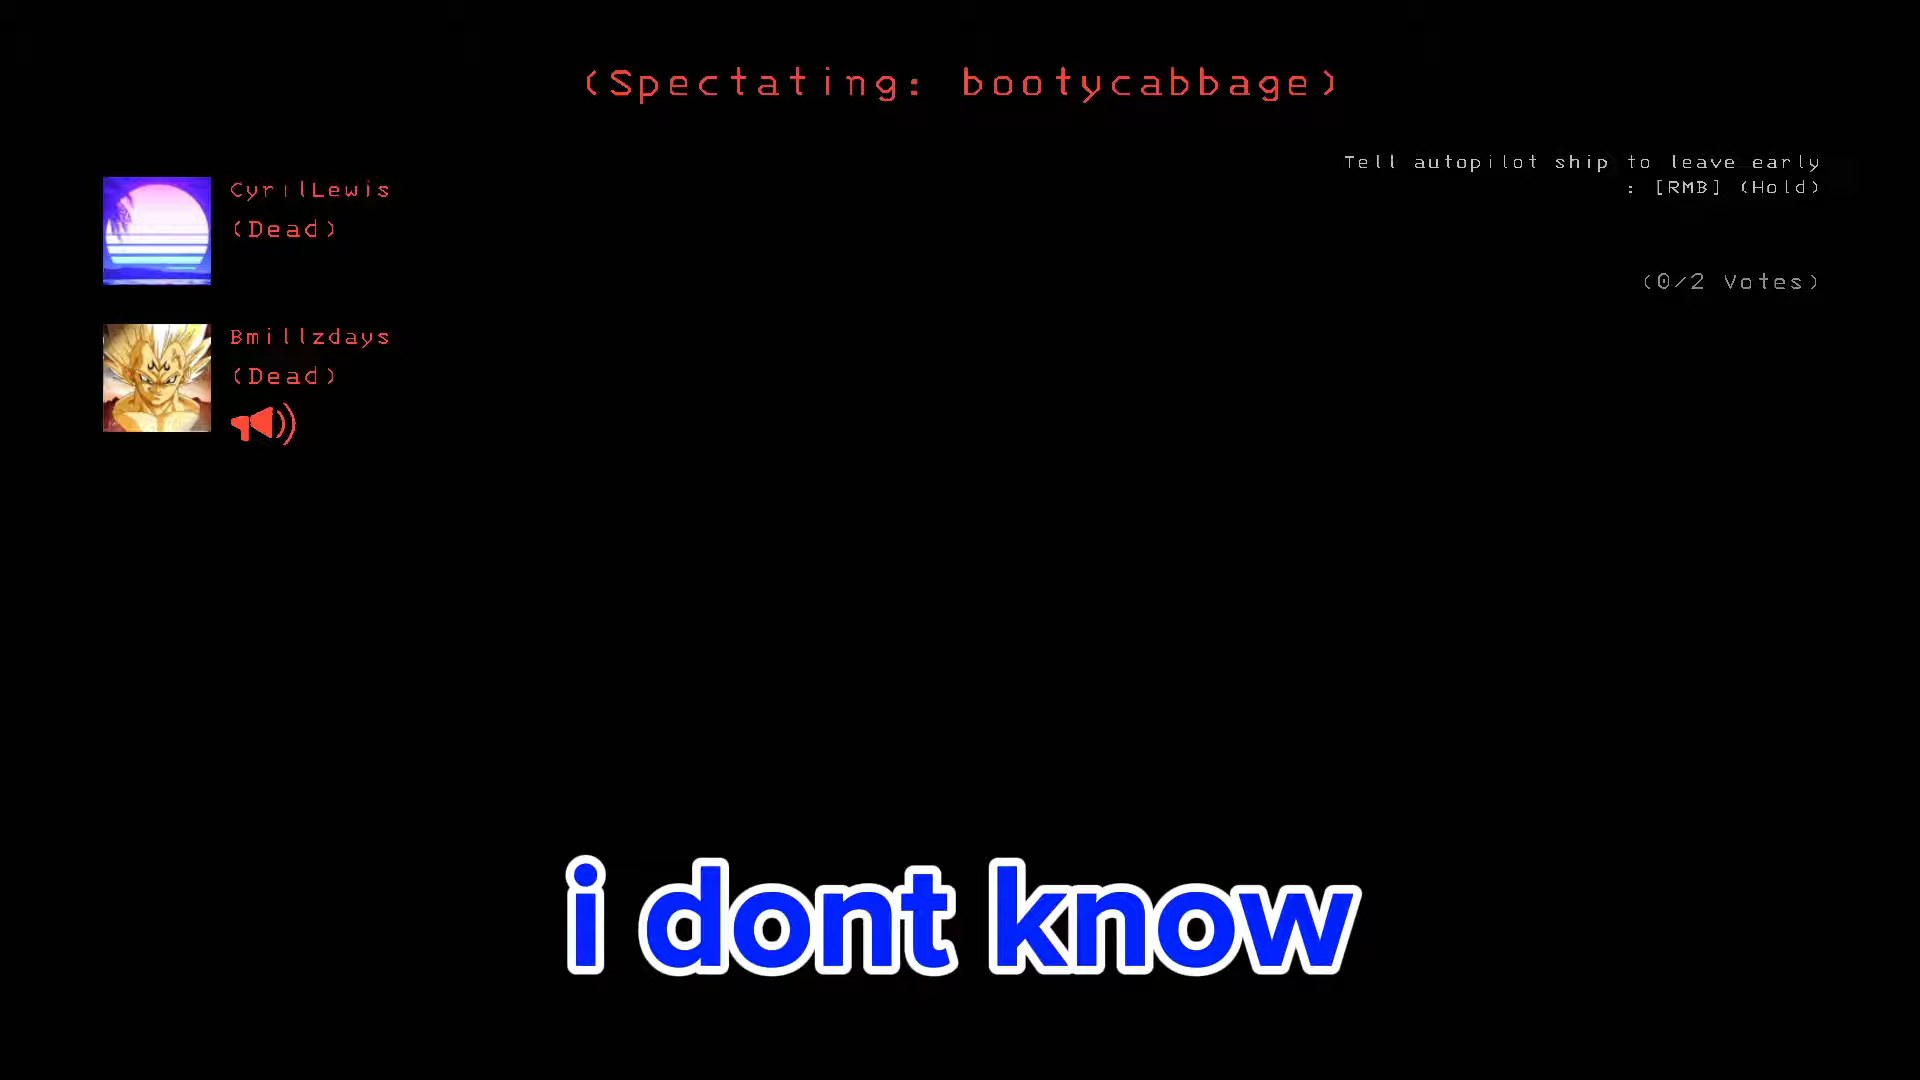 (Spectating: bootycabbage)
CyrilLewis
(Dead)
Bmillzdays
(Dead)
Tell autopilot ship to leave early
: [RMB] (Hold)
(0/2 Votes)
i dont know